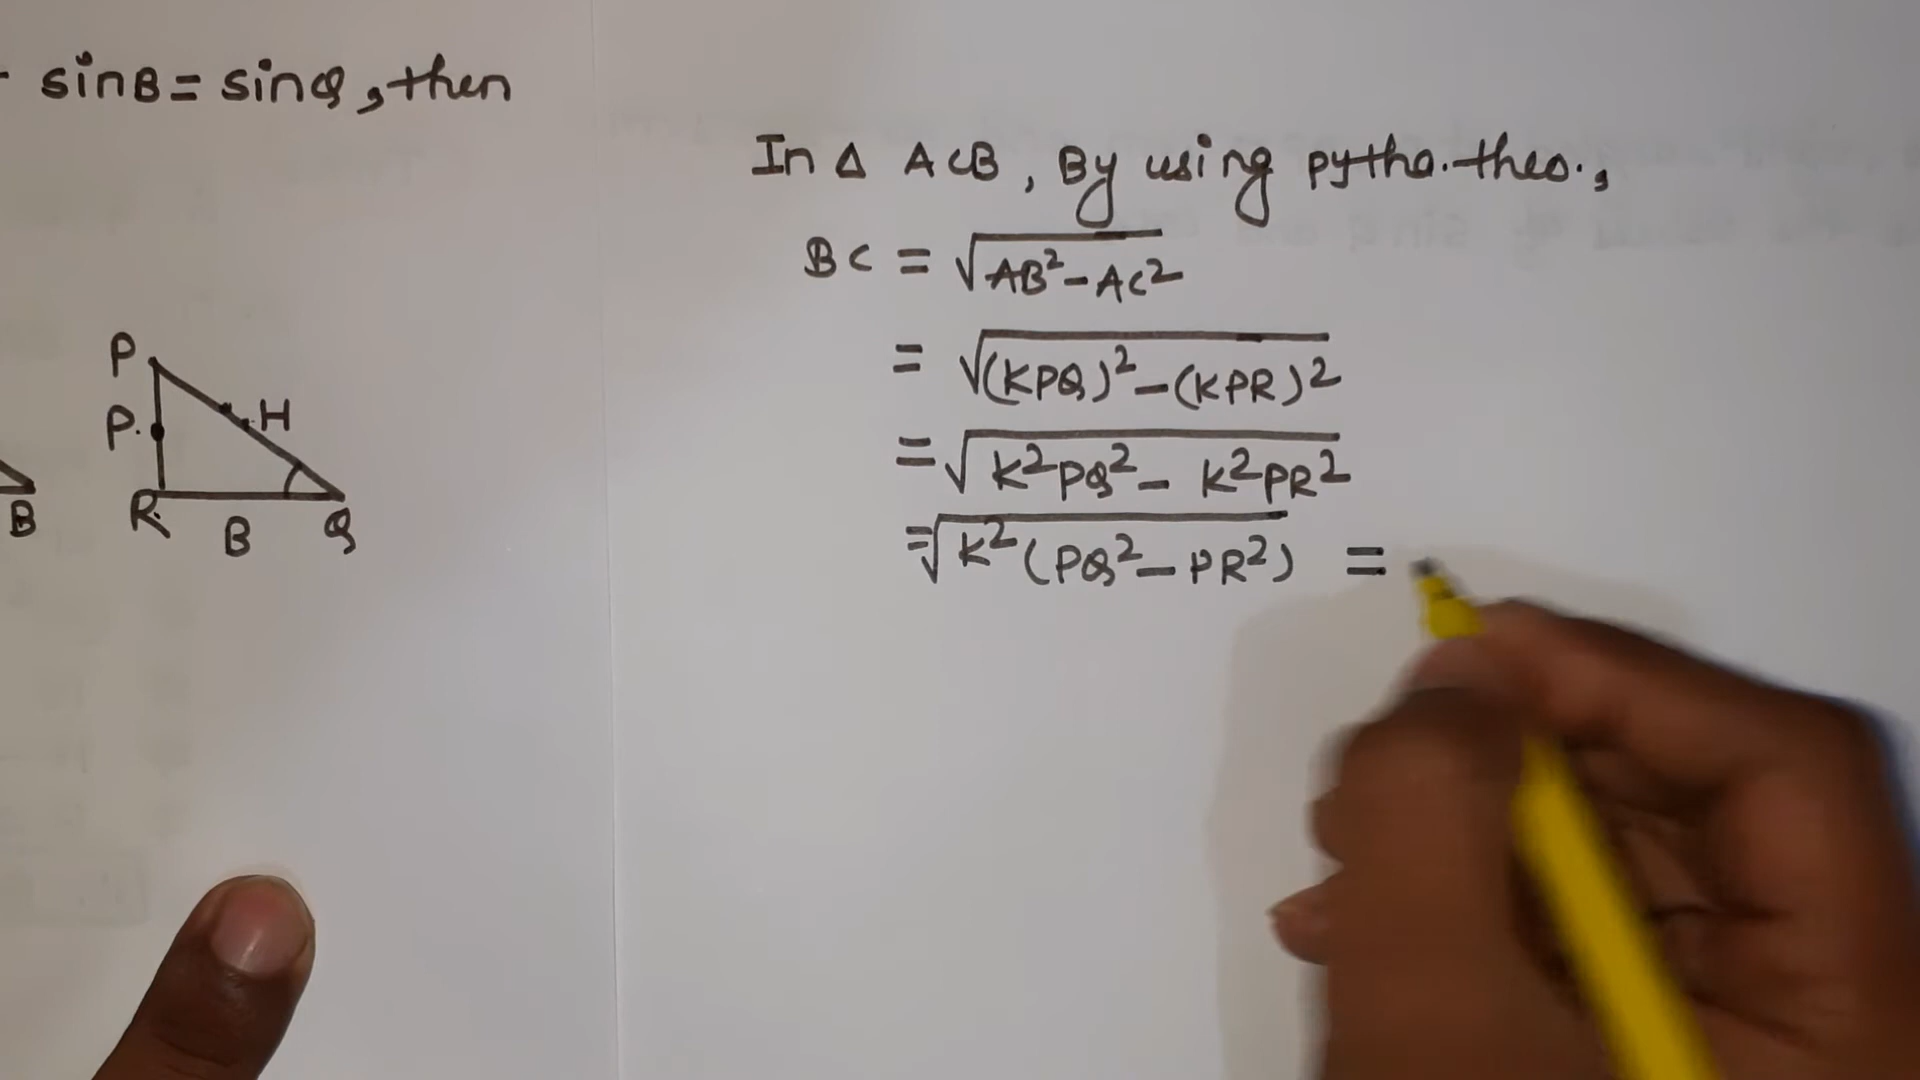 sinB = sinQ, then
P
P.
H
R.
B
Q
B
In Δ ACB, By using pytha. theo.,
BC = √AB²-AC²
= √(KPQ)²-(KPR)²
= √K²PQ² - K²PR²
= √K²(PQ²-PR²) =